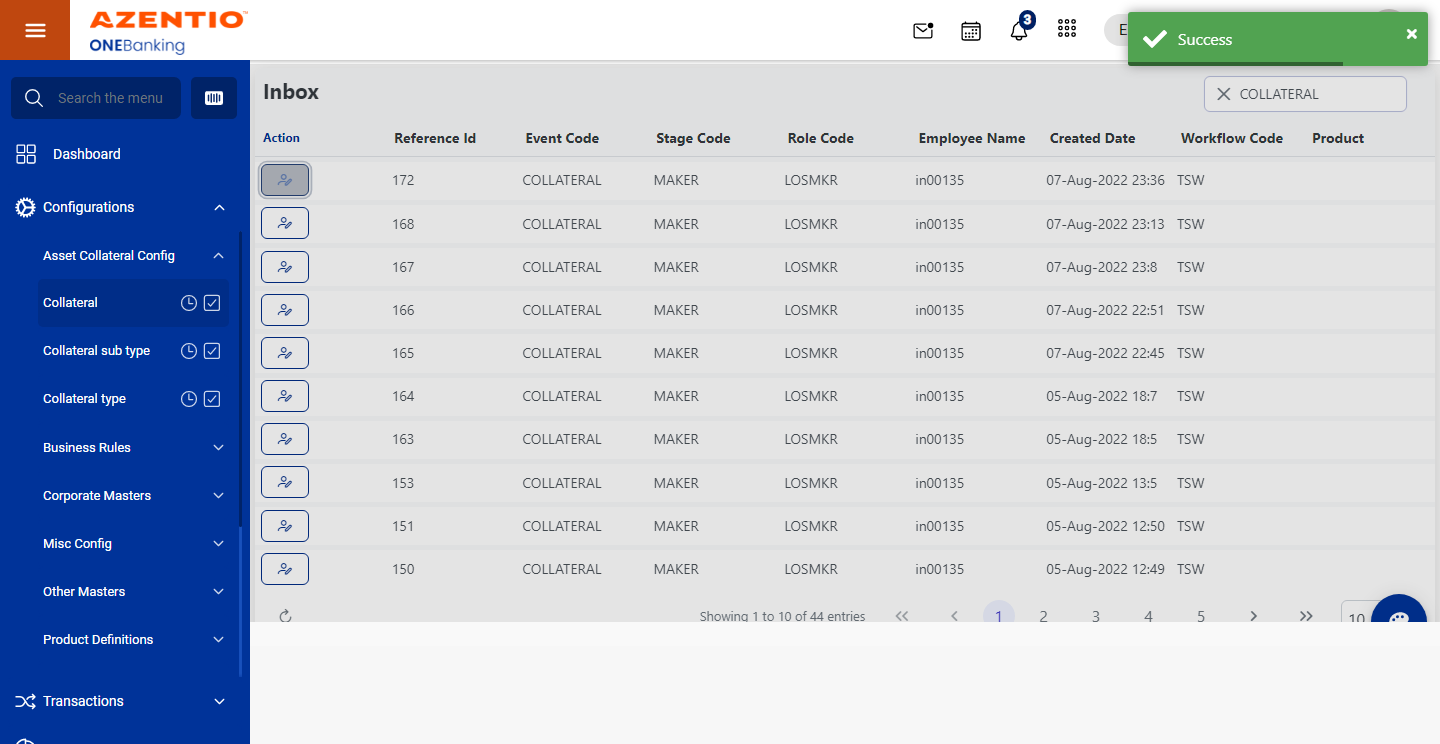 AZENTIO™
ONEBanking
3
E
Success
Search the menu
Dashboard
Configurations
Asset Collateral Config
Collateral
Collateral sub type
Collateral type
Business Rules
Corporate Masters
Misc Config
Other Masters
Product Definitions
Transactions
Inbox
COLLATERAL
Action Reference Id Event Code Stage Code Role Code Employee Name Created Date Workflow Code Product
172 COLLATERAL MAKER LOSMKR in00135 07-Aug-2022 23:36 TSW
168 COLLATERAL MAKER LOSMKR in00135 07-Aug-2022 23:13 TSW
167 COLLATERAL MAKER LOSMKR in00135 07-Aug-2022 23:8 TSW
166 COLLATERAL MAKER LOSMKR in00135 07-Aug-2022 22:51 TSW
165 COLLATERAL MAKER LOSMKR in00135 07-Aug-2022 22:45 TSW
164 COLLATERAL MAKER LOSMKR in00135 05-Aug-2022 18:7 TSW
163 COLLATERAL MAKER LOSMKR in00135 05-Aug-2022 18:5 TSW
153 COLLATERAL MAKER LOSMKR in00135 05-Aug-2022 13:5 TSW
151 COLLATERAL MAKER LOSMKR in00135 05-Aug-2022 12:50 TSW
150 COLLATERAL MAKER LOSMKR in00135 05-Aug-2022 12:49 TSW
Showing 1 to 10 of 44 entries 1 2 3 4 5 10